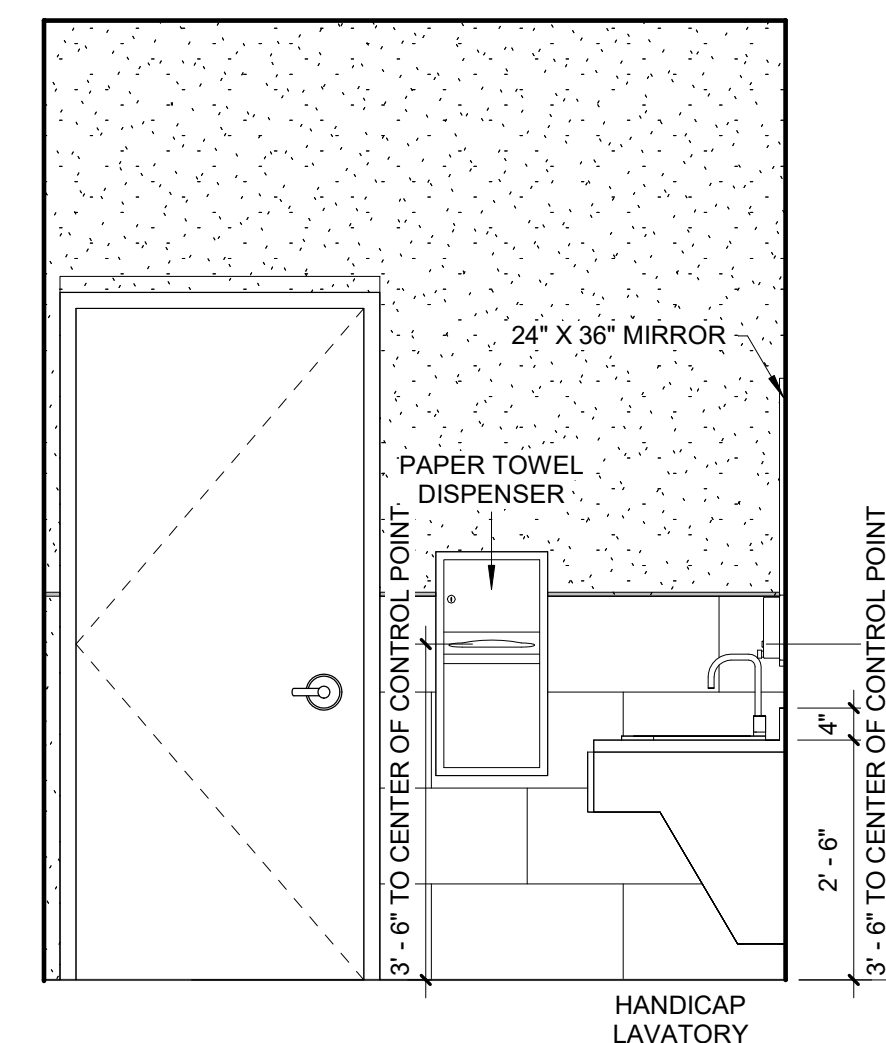 24" X 36" MIRROR
PAPER TOWEL
DISPENSER
3' - 6" TO CENTER OF CONTROL POINT
3' - 6" TO CENTER OF CONTROL POINT
4"
2' - 6"
HANDICAP
LAVATORY